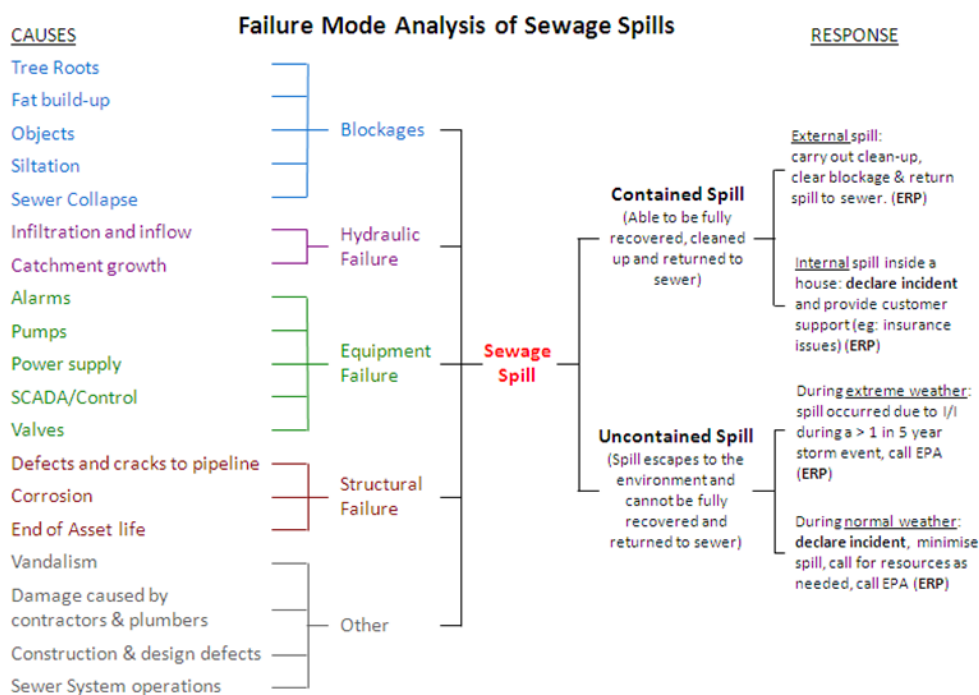 Failure Mode Analysis of Sewage Spills
CAUSES
RESPONSE
Tree Roots
Fat build-up
Objects
Siltation
Sewer Collapse
Blockages
Infiltration and inflow
Catchment growth
Hydraulic
Failure
Alarms
Pumps
Power supply
SCADA/Control
Valves
Equipment
Failure
Defects and cracks to pipeline
Corrosion
End of Asset life
Structural
Failure
Vandalism
Damage caused by
contractors & plumbers
Construction & design defects
Sewer System operations
Other
Sewage
Spill
Contained Spill
(Able to be fully
recovered, cleaned
up and returned to
sewer)
Uncontained Spill
(Spill escapes to the
environment and
cannot be fully
recovered and
returned to sewer)
External spill:
carry out clean-up,
clear blockage & return
spill to sewer. (ERP)
Internal spill inside a
house: declare incident
and provide customer
support (eg: insurance
issues) (ERP)
During extreme weather:
spill occurred due to I/I
during a > 1 in 5 year
storm event, call EPA
(ERP)
During normal weather:
declare incident, minimise
spill, call for resources as
needed, call EPA (ERP)